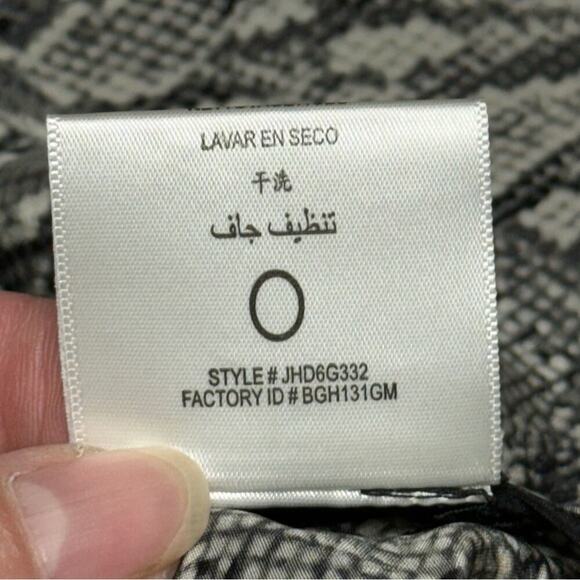 LAVAR EN SECO
干洗
تنظيف جاف
STYLE # JHD6G332
FACTORY ID # BGH131GM